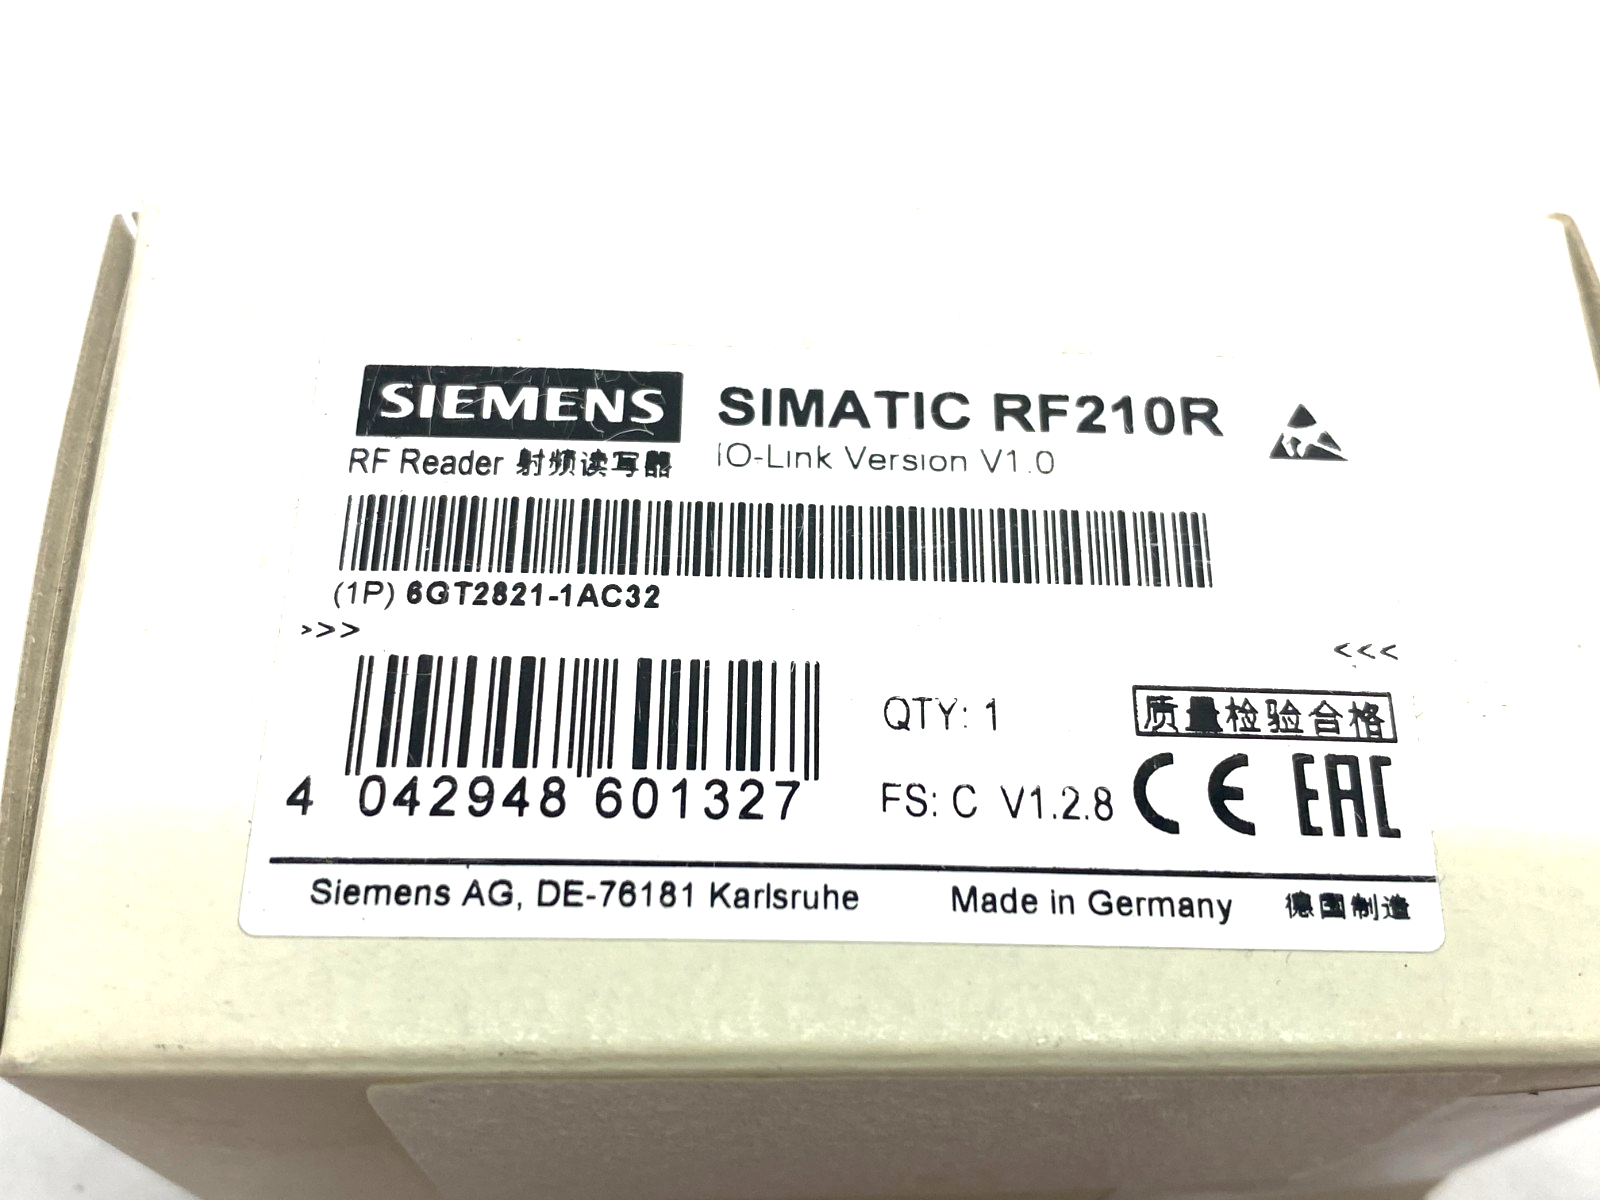 SIEMENS
SIMATIC RF210R
RF Reader 射频读写器
IO-Link Version V1.0
(1P) 6GT2821-1AC32
>>>
<<<
QTY: 1
质量检验合格
4 042948 601327
FS: C V1.2.8
CE EAC
Siemens AG, DE-76181 Karlsruhe
Made in Germany 德国制造